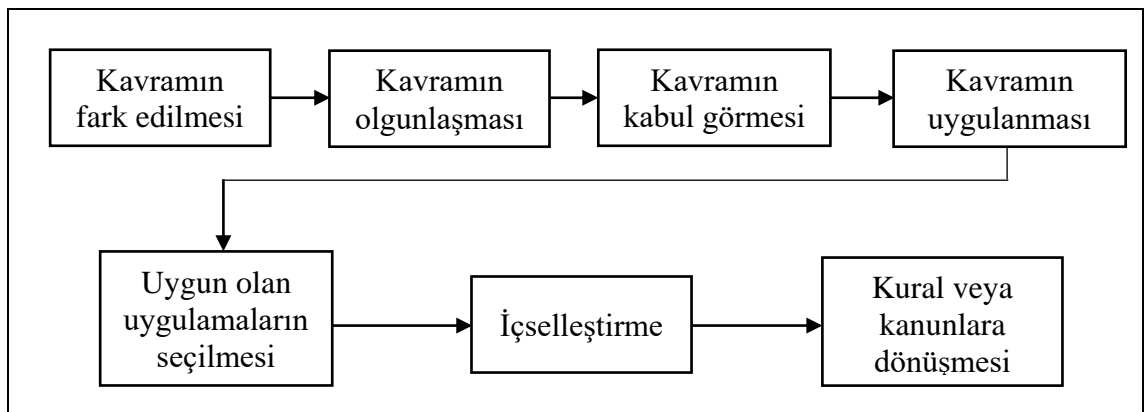 Kavramın
fark edilmesi
Kavramın
olgunlaşması
Kavramın
kabul görmesi
Kavramın
uygulanması
Uygun olan
uygulamaların
seçilmesi
İçselleştirme
Kural veya
kanunlara
dönüşmesi